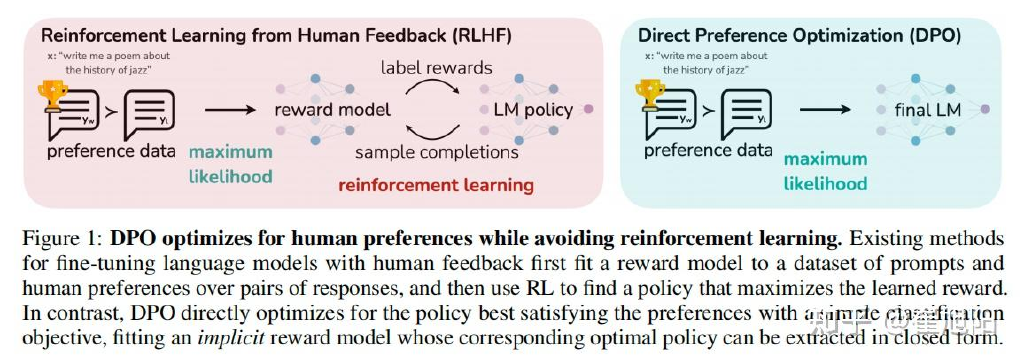 Reinforcement Learning from Human Feedback (RLHF)
x: "write me a poem about
the history of jazz"
label rewards
yw
yl
reward model
LM policy
preference data
maximum
likelihood
sample completions
reinforcement learning
Direct Preference Optimization (DPO)
x: "write me a poem about
the history of jazz"
yw
yl
final LM
preference data
maximum
likelihood
Figure 1: DPO optimizes for human preferences while avoiding reinforcement learning. Existing methods
for fine-tuning language models with human feedback first fit a reward model to a dataset of prompts and
human preferences over pairs of responses, and then use RL to find a policy that maximizes the learned reward.
In contrast, DPO directly optimizes for the policy best satisfying the preferences with a simple classification
objective, fitting an implicit reward model whose corresponding optimal policy can be extracted in closed form.
知乎